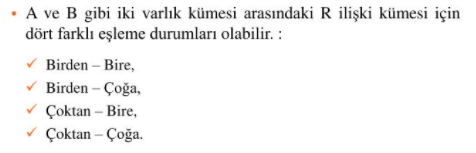 • A ve B gibi iki varlık kümesi arasındaki R ilişki kümesi için
dört farklı eşleme durumları olabilir. :
✓ Birden – Bire,
✓ Birden – Çoğa,
✓ Çoktan – Bire,
✓ Çoktan – Çoğa.